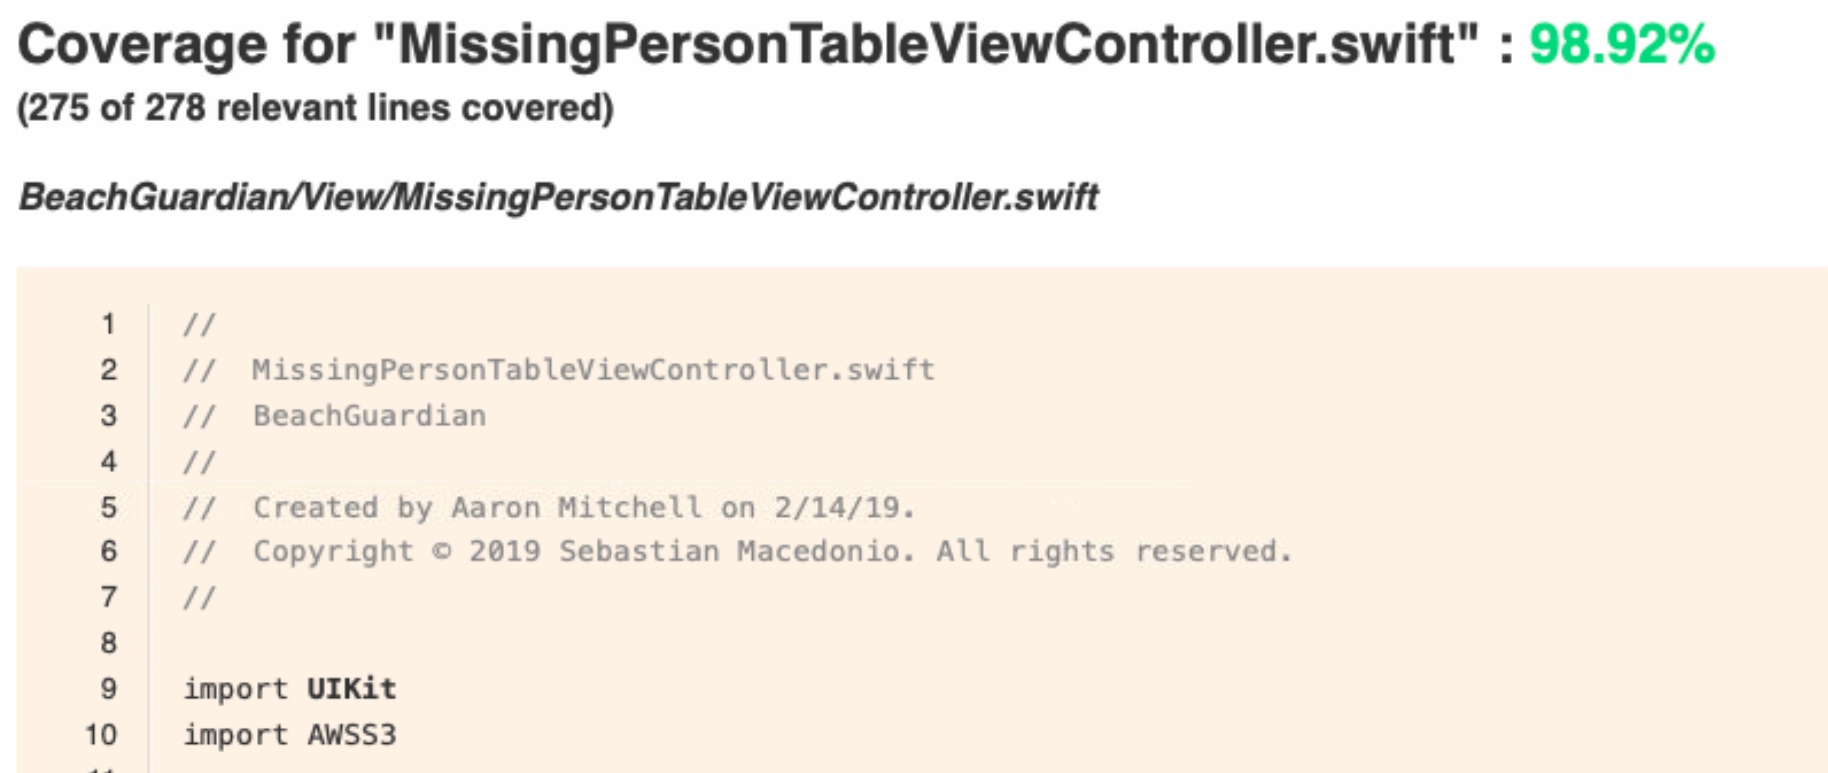 Coverage for "MissingPersonTableViewController.swift" : 98.92%
(275 of 278 relevant lines covered)
BeachGuardian/View/MissingPersonTableViewController.swift
1 //
2 // MissingPersonTableViewController.swift
3 // BeachGuardian
4 //
5 // Created by Aaron Mitchell on 2/14/19.
6 // Copyright © 2019 Sebastian Macedonio. All rights reserved.
7 //
8
9 import UIKit
10 import AWSS3